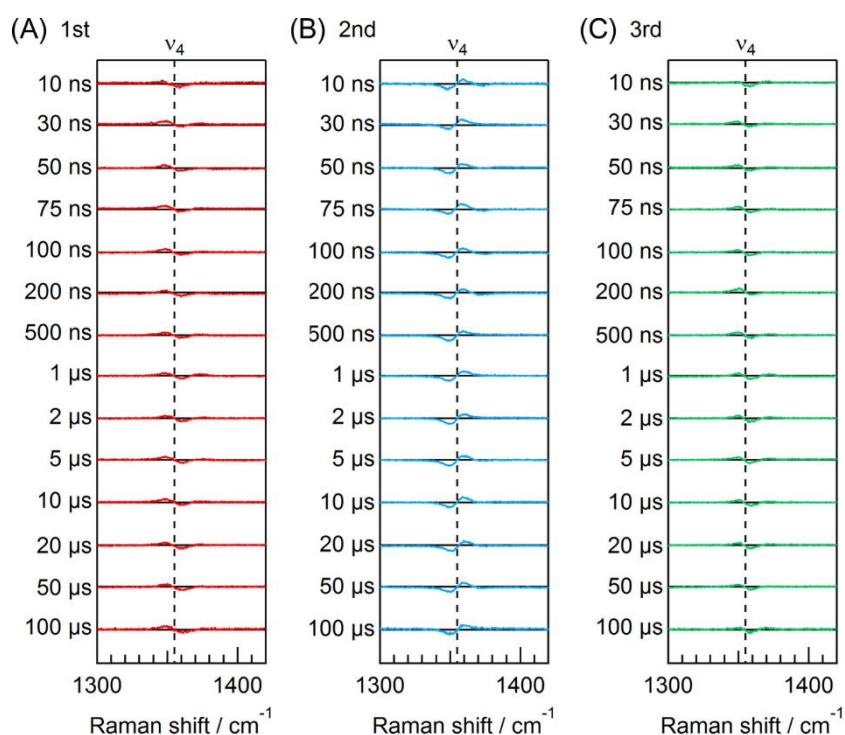 (A) 1st
ν4
10 ns
30 ns
50 ns
75 ns
100 ns
200 ns
500 ns
1 µs
2 µs
5 µs
10 µs
20 µs
50 µs
100 µs
1300 1400
Raman shift / cm-1
(B) 2nd
ν4
10 ns
30 ns
50 ns
75 ns
100 ns
200 ns
500 ns
1 µs
2 µs
5 µs
10 µs
20 µs
50 µs
100 µs
1300 1400
Raman shift / cm-1
(C) 3rd
ν4
10 ns
30 ns
50 ns
75 ns
100 ns
200 ns
500 ns
1 µs
2 µs
5 µs
10 µs
20 µs
50 µs
100 µs
1300 1400
Raman shift / cm-1